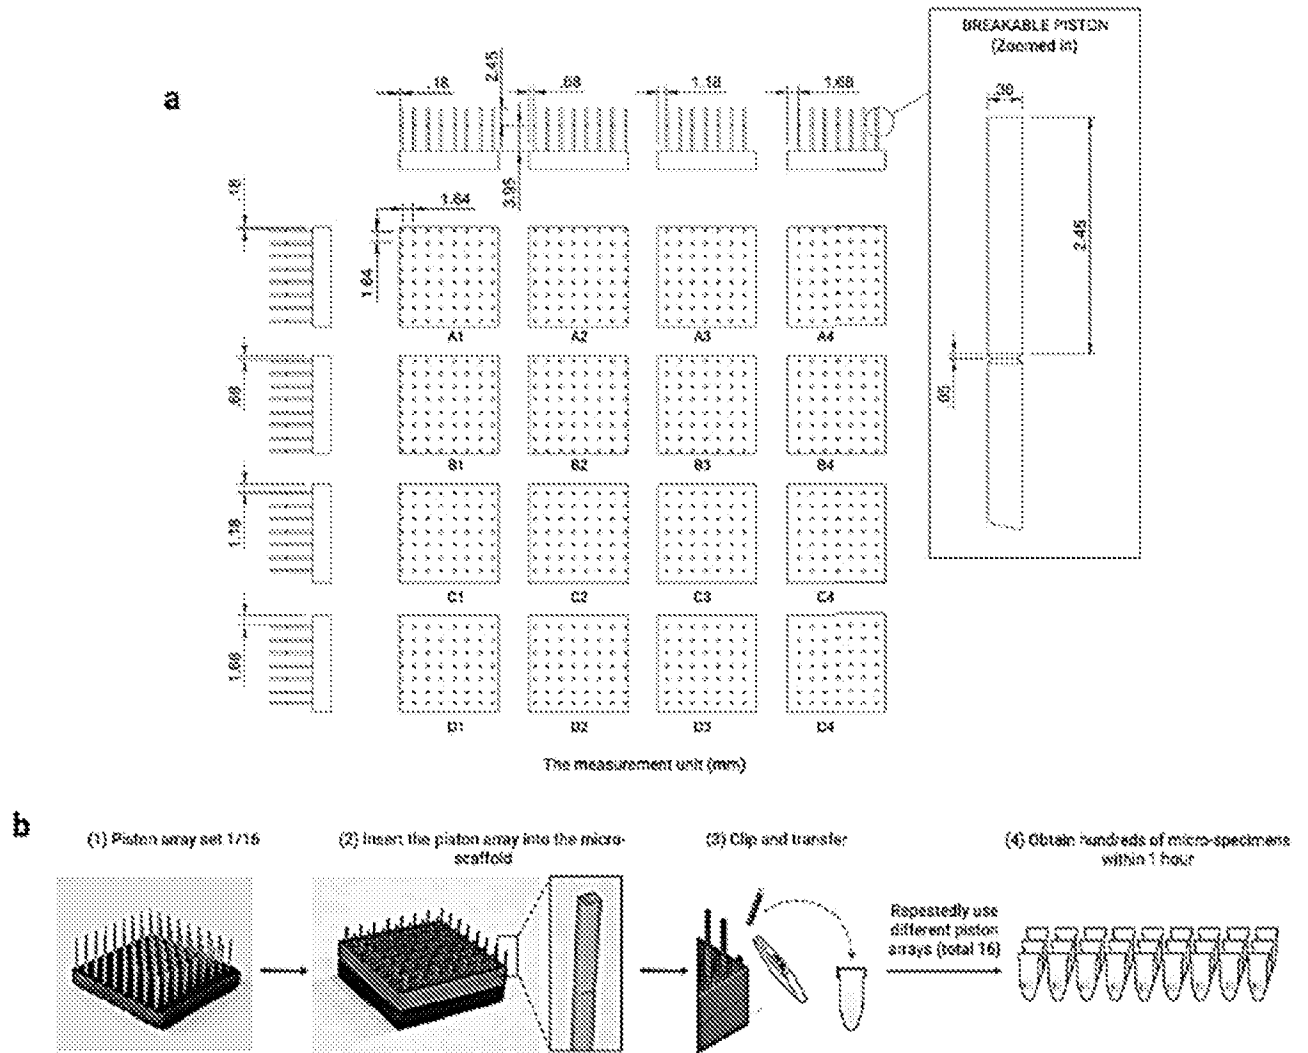 BREAKABLE PISTON
(Zoomed in)
a
2.45
.18
.68
1.18
1.68
.38
3.95
.18
1.64
1.64
2.45
A1
A2
A3
A4
.05
.68
B1
B2
B3
B4
1.18
C1
C2
C3
C4
1.68
D1
D2
D3
D4
The measurement unit (mm)
b
(1) Piston array set 1/16
(2) Insert the piston array into the micro-
scaffold
(3) Clip and transfer
(4) Obtain hundreds of micro-specimens
within 1 hour
Repeatedly use
different piston
arrays (total 16)